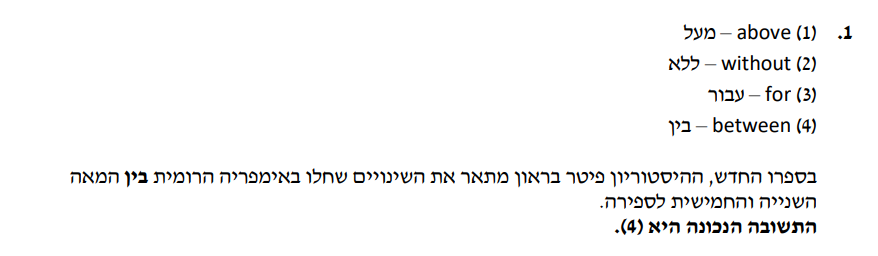 1. (1) above – מעל
(2) without – ללא
(3) for – עבור
(4) between – בין
בספרו החדש, ההיסטוריון פיטר בראון מתאר את השינויים שחלו באימפריה הרומית בין המאה
השנייה והחמישית לספירה.
התשובה הנכונה היא (4).